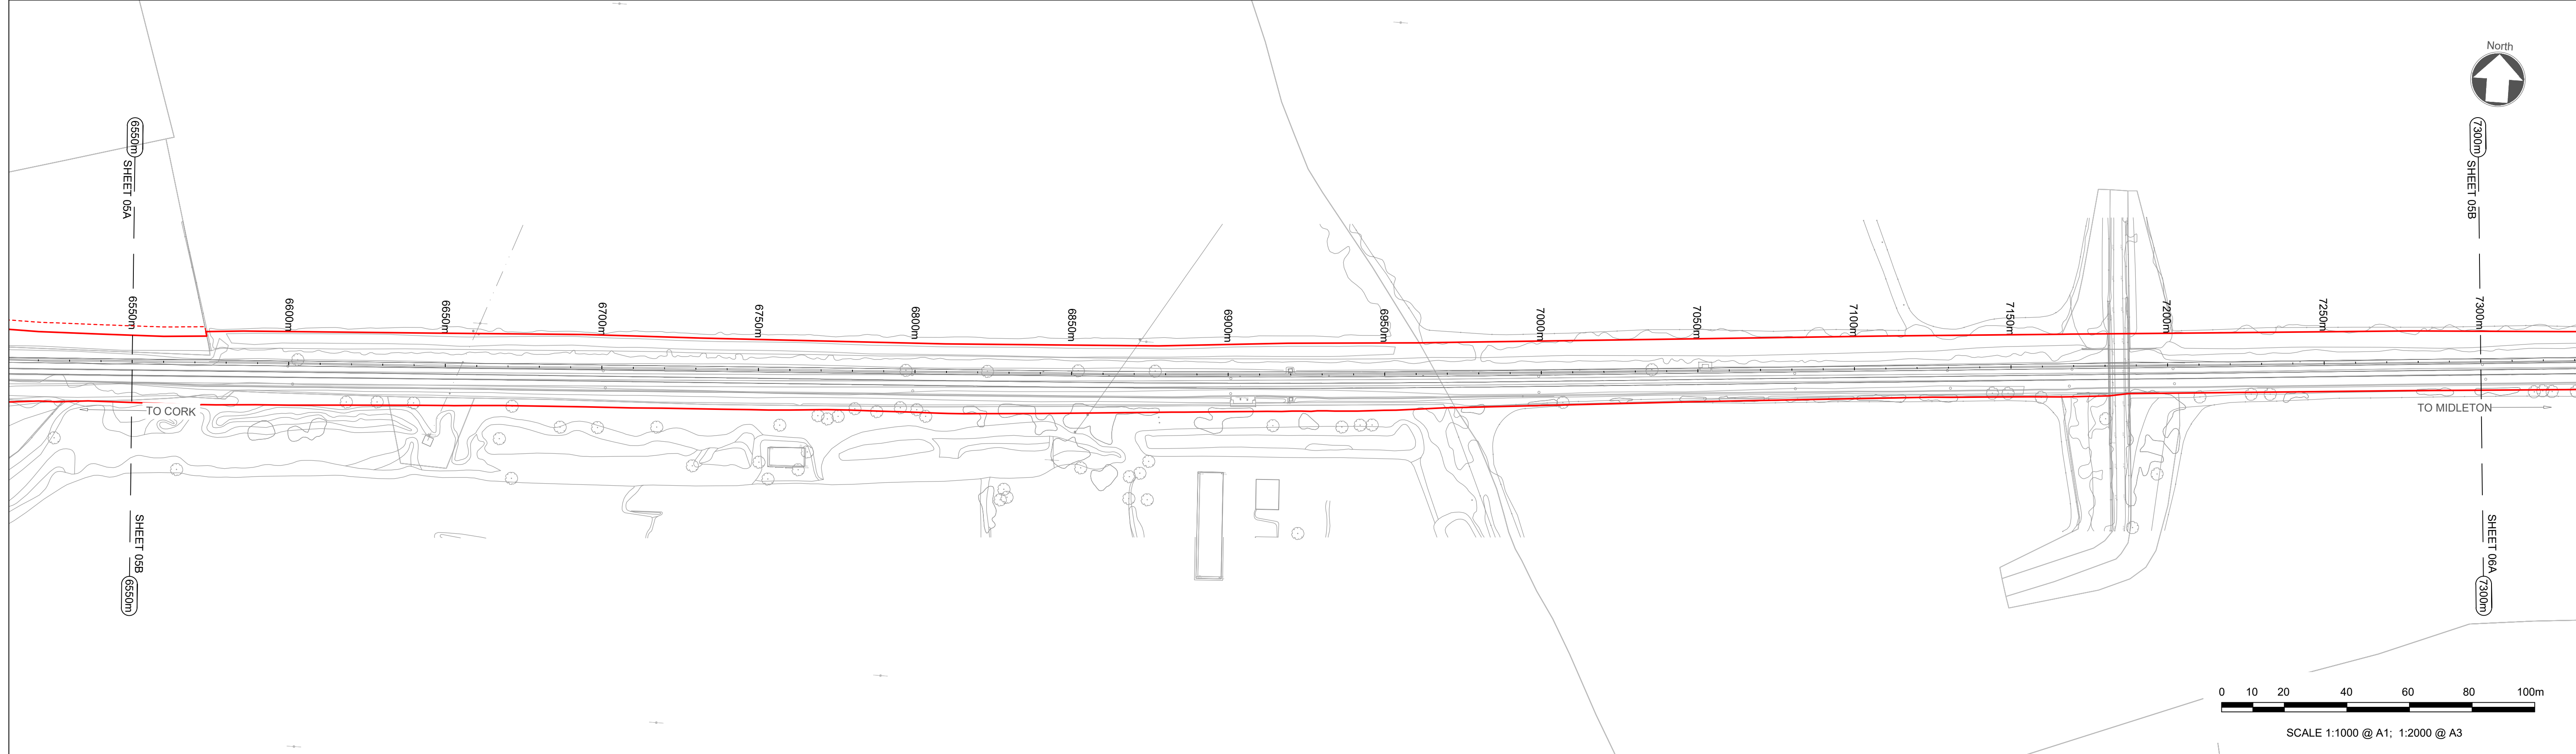 North
6550m
SHEET 05A
7300m
SHEET 05B
6550m
6600m
6650m
6700m
6750m
6800m
6850m
6900m
6950m
7000m
7050m
7100m
7150m
7200m
7250m
7300m
TO CORK
TO MIDLETON
SHEET 05B
6550m
SHEET 06A
7300m
0 10 20 40 60 80 100m
SCALE 1:1000 @ A1; 1:2000 @ A3